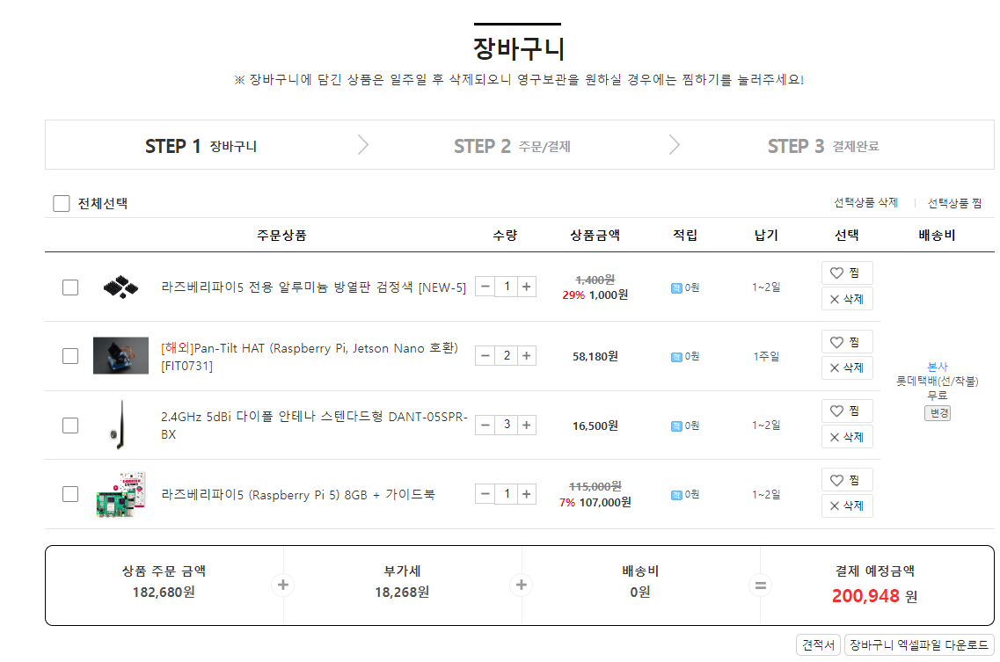 장바구니
※ 장바구니에 담긴 상품은 일주일 후 삭제되오니 영구보관을 원하실 경우에는 찜하기를 눌러주세요!
STEP 1 장바구니
STEP 2 주문/결제
STEP 3 결제완료
전체선택
선택상품 삭제
선택상품 찜
주문상품 수량 상품금액 적립 납기 선택 배송비
라즈베리파이5 전용 알루미늄 방열판 검정색 [NEW-5]
1
1,400원
29% 1,000원
적 0원
1~2일
찜
삭제
[해외]Pan-Tilt HAT (Raspberry Pi, Jetson Nano 호환)
[FIT0731]
2
58,180원
적 0원
1주일
찜
삭제
2.4GHz 5dBi 다이폴 안테나 스텐다드형 DANT-05SPR-
BX
3
16,500원
적 0원
1~2일
찜
삭제
라즈베리파이5 (Raspberry Pi 5) 8GB + 가이드북
1
115,000원
7% 107,000원
적 0원
1~2일
찜
삭제
본사
롯데택배(선/착불)
무료
변경
상품 주문 금액
182,680원
부가세
18,268원
배송비
0원
결제 예정금액
200,948 원
견적서
장바구니 엑셀파일 다운로드